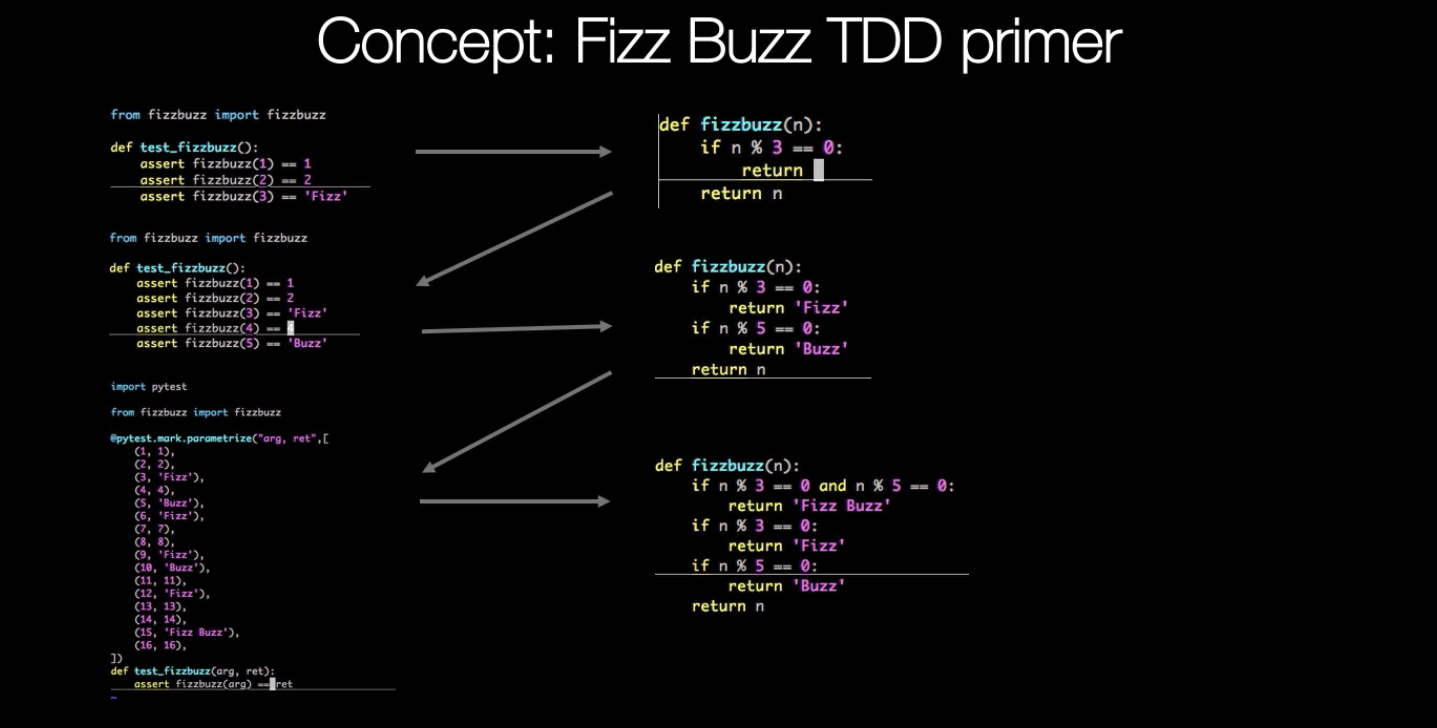 Concept: Fizz Buzz TDD primer
from fizzbuzz import fizzbuzz
def test_fizzbuzz():
    assert fizzbuzz(1) == 1
    assert fizzbuzz(2) == 2
    assert fizzbuzz(3) == 'Fizz'
def fizzbuzz(n):
    if n % 3 == 0:
        return
    return n
from fizzbuzz import fizzbuzz
def test_fizzbuzz():
    assert fizzbuzz(1) == 1
    assert fizzbuzz(2) == 2
    assert fizzbuzz(3) == 'Fizz'
    assert fizzbuzz(4) == 4
    assert fizzbuzz(5) == 'Buzz'
def fizzbuzz(n):
    if n % 3 == 0:
        return 'Fizz'
    if n % 5 == 0:
        return 'Buzz'
    return n
import pytest
from fizzbuzz import fizzbuzz
@pytest.mark.parametrize("arg, ret",[
    (1, 1),
    (2, 2),
    (3, 'Fizz'),
    (4, 4),
    (5, 'Buzz'),
    (6, 'Fizz'),
    (7, 7),
    (8, 8),
    (9, 'Fizz'),
    (10, 'Buzz'),
    (11, 11),
    (12, 'Fizz'),
    (13, 13),
    (14, 14),
    (15, 'Fizz Buzz'),
    (16, 16),
])
def test_fizzbuzz(arg, ret):
    assert fizzbuzz(arg) == ret
~
def fizzbuzz(n):
    if n % 3 == 0 and n % 5 == 0:
        return 'Fizz Buzz'
    if n % 3 == 0:
        return 'Fizz'
    if n % 5 == 0:
        return 'Buzz'
    return n